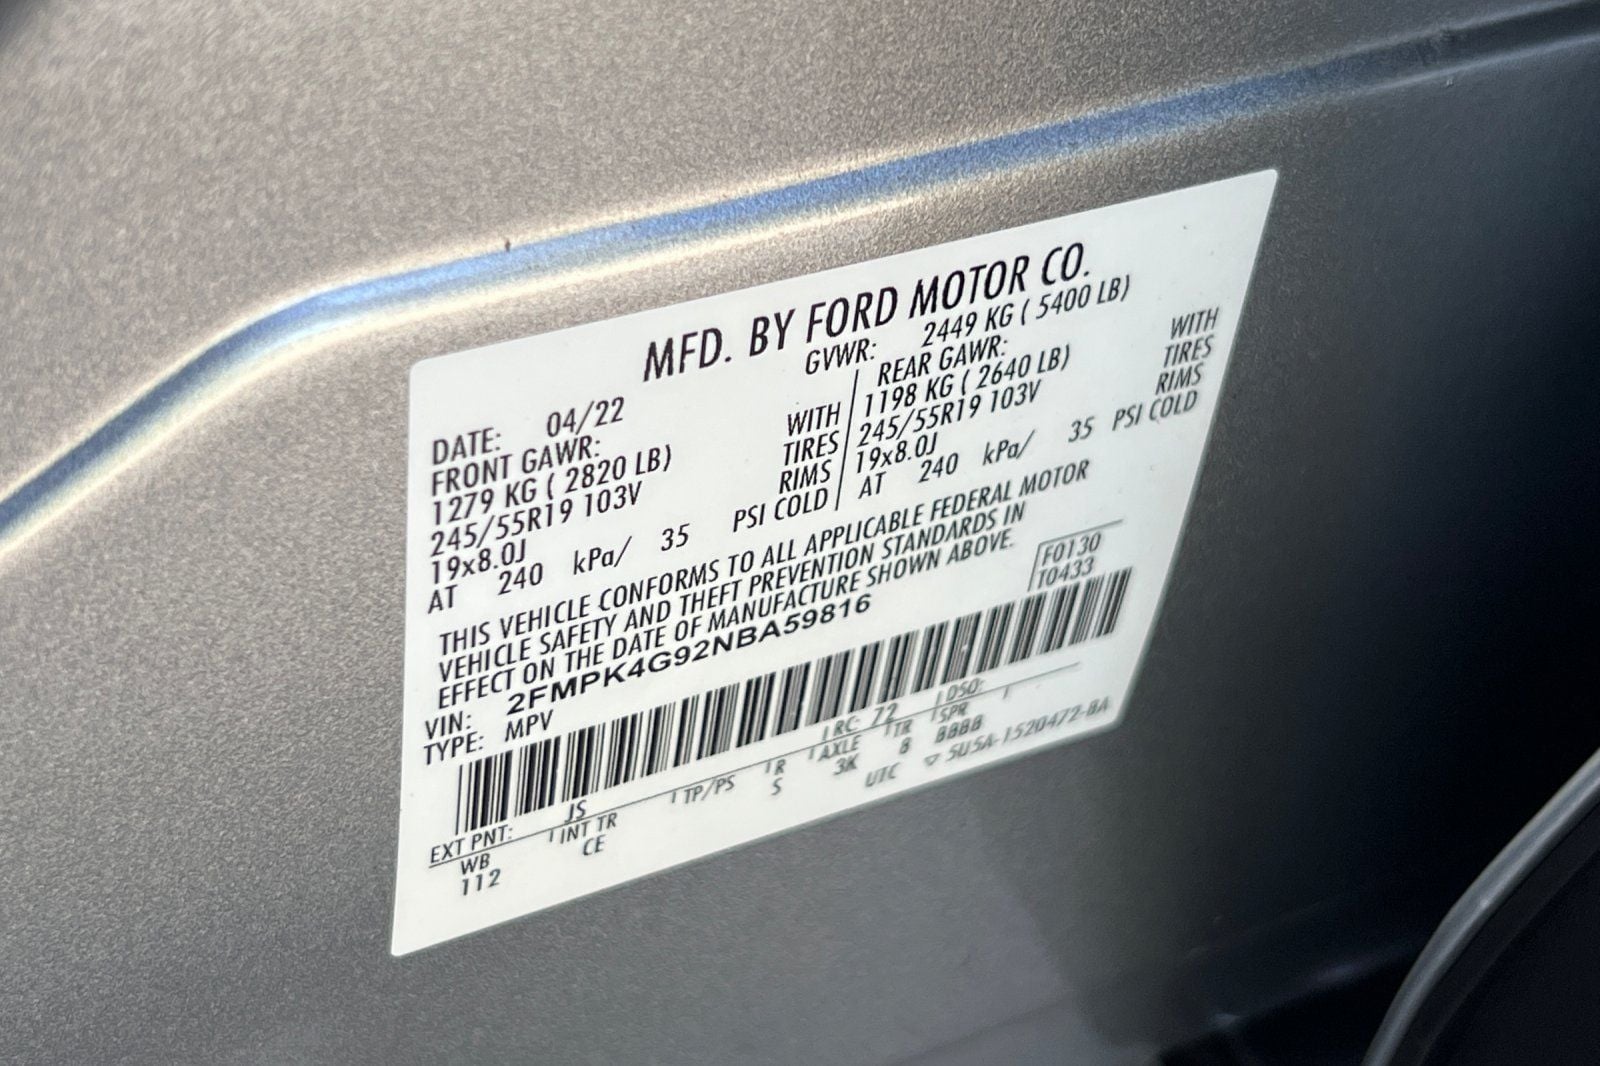 MFD. BY FORD MOTOR CO.
DATE: 04/22 GVWR: 2449 KG ( 5400 LB)
FRONT GAWR: REAR GAWR:
1279 KG ( 2820 LB) WITH 1198 KG ( 2640 LB) WITH
245/55R19 103V TIRES 245/55R19 103V TIRES
19x8.0J RIMS 19x8.0J RIMS
AT 240 kPa/ 35 PSI COLD AT 240 kPa/ 35 PSI COLD
THIS VEHICLE CONFORMS TO ALL APPLICABLE FEDERAL MOTOR
VEHICLE SAFETY AND THEFT PREVENTION STANDARDS IN
EFFECT ON THE DATE OF MANUFACTURE SHOWN ABOVE.
F0130
T0433
VIN: 2FMPK4G92NBA59816
TYPE: MPV
EXT PNT: JS RC: 72 DSO:
WB INT TR TP/PS R AXLE TR SPR
112 CE S 3K 8 BBBB
UTC ▽ 5U5A-1520472-BA